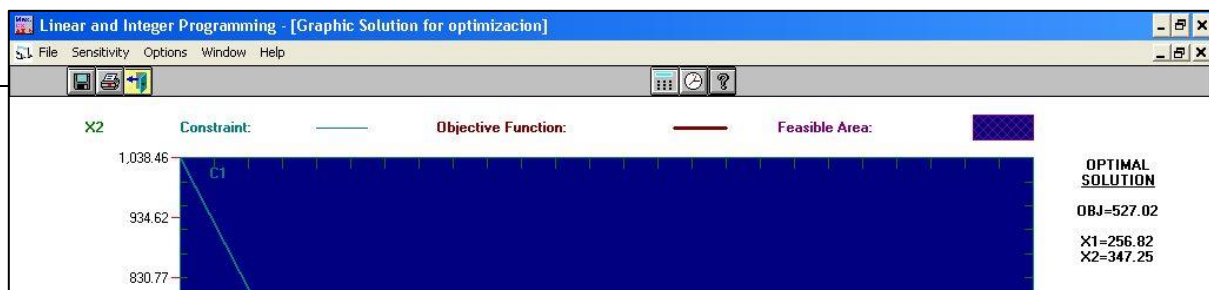 Linear and Integer Programming - [Graphic Solution for optimizacion]
File Sensitivity Options Window Help
X2 Constraint: Objective Function: Feasible Area:
1,038.46
C1
OPTIMAL
SOLUTION
934.62
OBJ=527.02
X1=256.82
X2=347.25
830.77